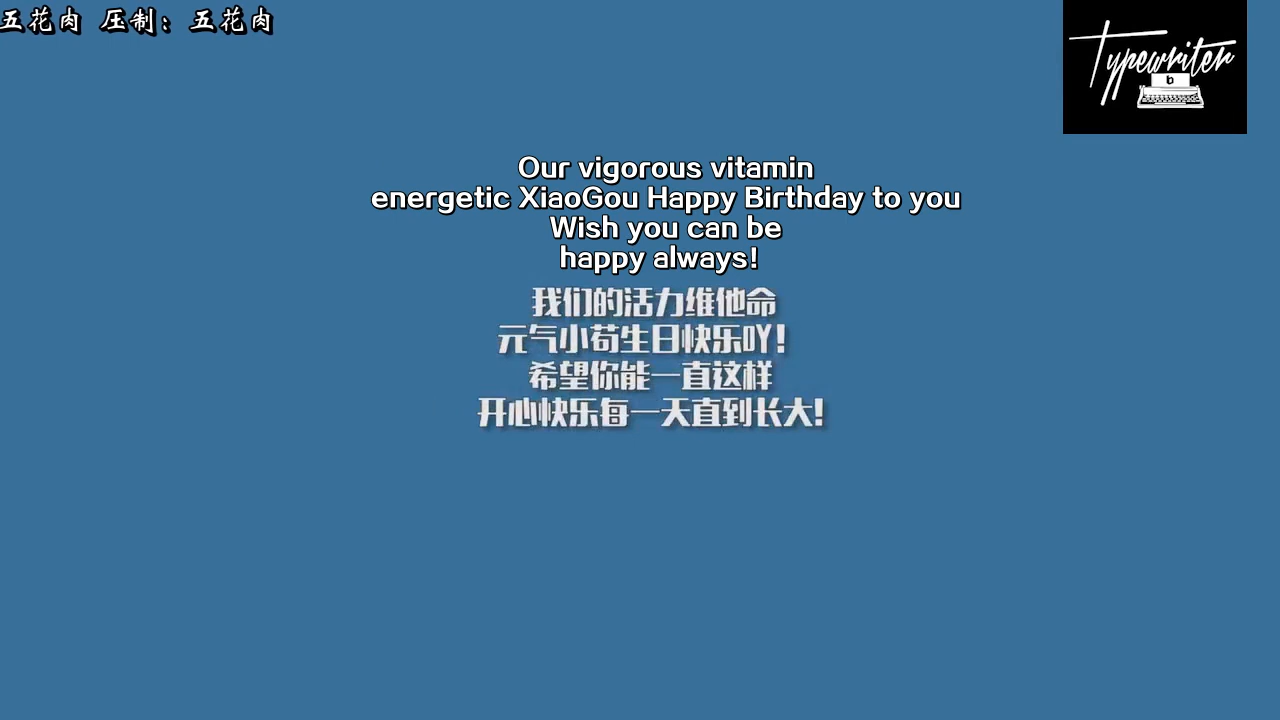 五花肉 压制：五花肉
Typewriter
b
Our vigorous vitamin
energetic XiaoGou Happy Birthday to you
Wish you can be
happy always!
我们的活力维他命
元气小苟生日快乐吖！
希望你能一直这样
开心快乐每一天直到长大！